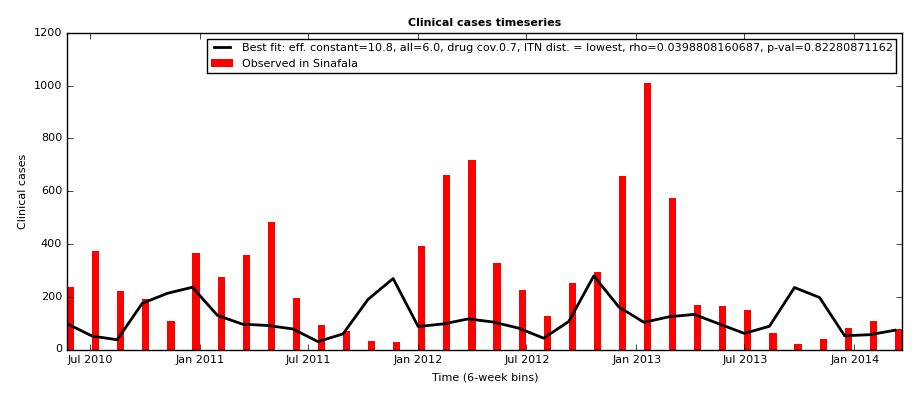 Clinical cases timeseries
Best fit: eff. constant=10.8, all=6.0, drug cov.0.7, ITN dist. = lowest, rho=0.0398808160687, p-val=0.82280871162
Observed in Sinafala
1200
1000
800
600
400
200
0
Clinical cases
Jul 2010 Jan 2011 Jul 2011 Jan 2012 Jul 2012 Jan 2013 Jul 2013 Jan 2014
Time (6-week bins)